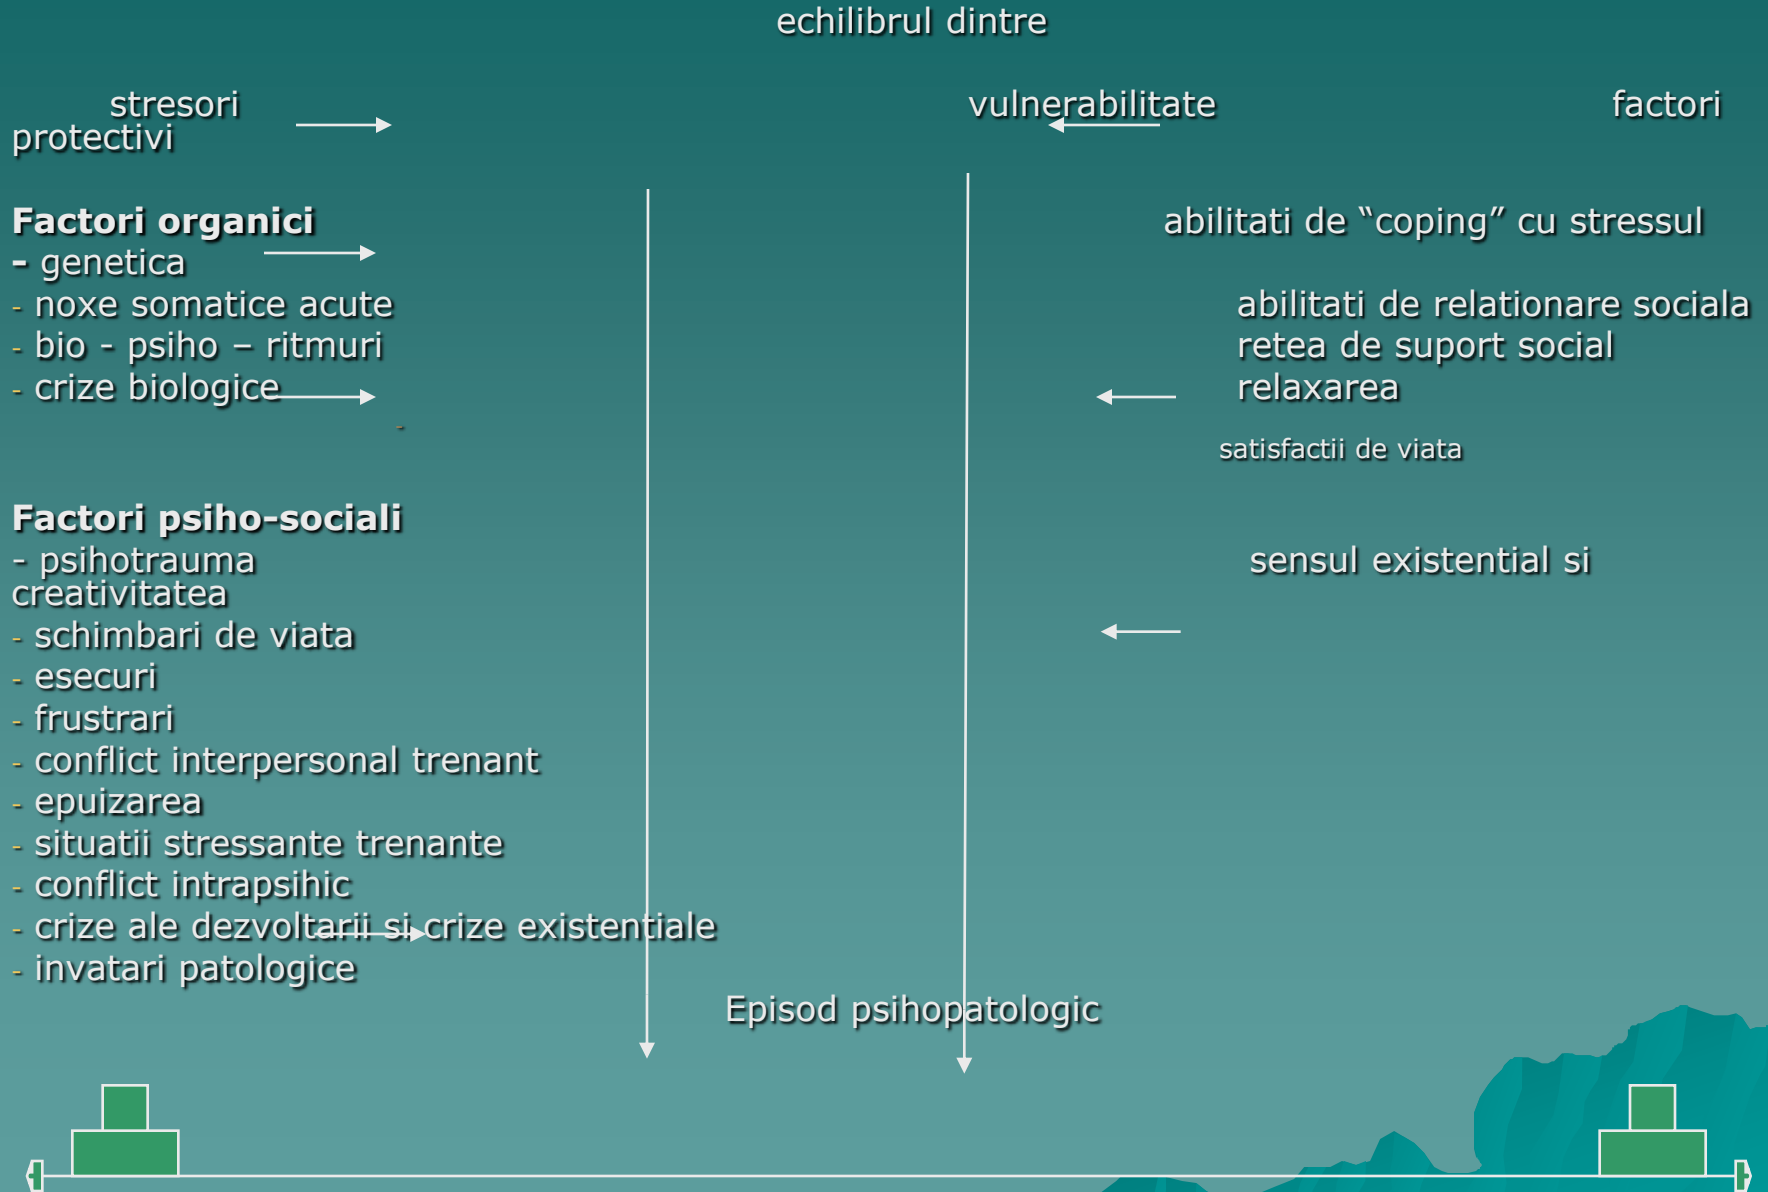 echilibrul dintre
stresori vulnerabilitate factori
protectivi
Factori organici abilitati de “coping” cu stressul
- genetica
- noxe somatice acute abilitati de relationare sociala
- bio - psiho – ritmuri retea de suport social
- crize biologice relaxarea
-
satisfactii de viata
Factori psiho-sociali
- psihotrauma sensul existential si
creativitatea
- schimbari de viata
- esecuri
- frustrari
- conflict interpersonal trenant
- epuizarea
- situatii stressante trenante
- conflict intrapsihic
- crize ale dezvoltarii si crize existentiale
- invatari patologice
Episod psihopatologic